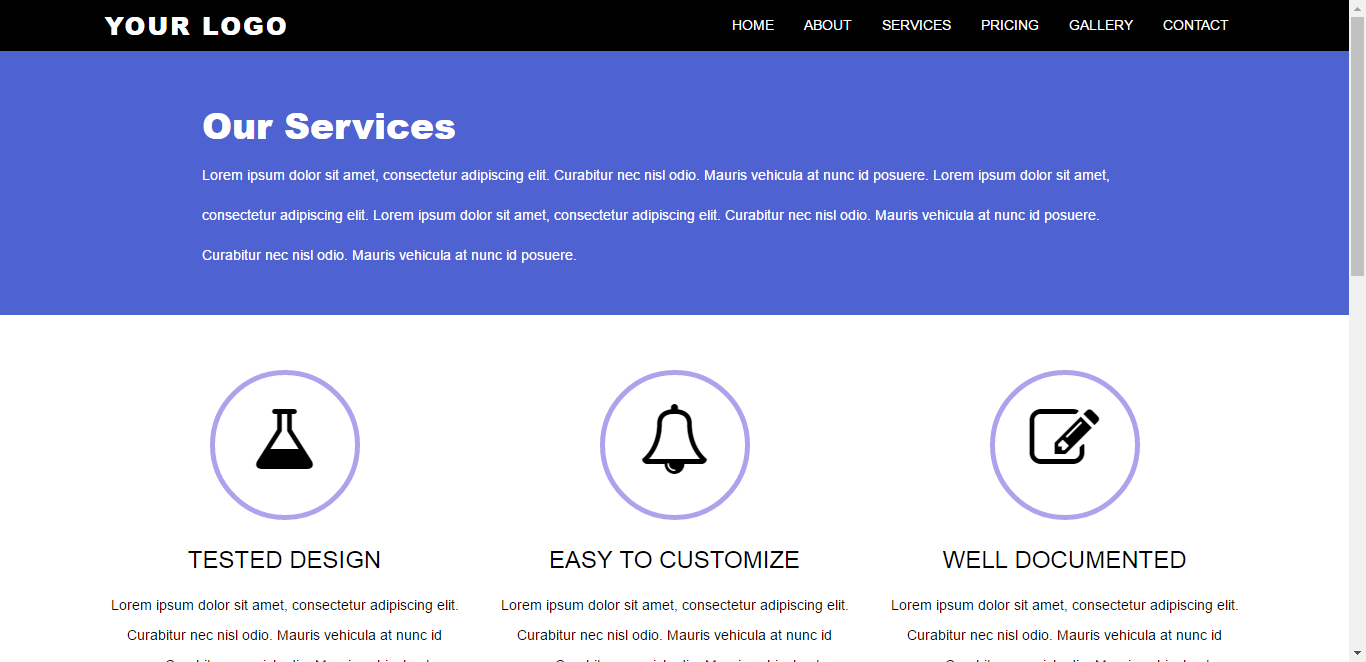 YOUR LOGO
HOME ABOUT SERVICES PRICING GALLERY CONTACT
Our Services
Lorem ipsum dolor sit amet, consectetur adipiscing elit. Curabitur nec nisl odio. Mauris vehicula at nunc id posuere. Lorem ipsum dolor sit amet,
consectetur adipiscing elit. Lorem ipsum dolor sit amet, consectetur adipiscing elit. Curabitur nec nisl odio. Mauris vehicula at nunc id posuere.
Curabitur nec nisl odio. Mauris vehicula at nunc id posuere.
TESTED DESIGN
Lorem ipsum dolor sit amet, consectetur adipiscing elit.
Curabitur nec nisl odio. Mauris vehicula at nunc id
EASY TO CUSTOMIZE
Lorem ipsum dolor sit amet, consectetur adipiscing elit.
Curabitur nec nisl odio. Mauris vehicula at nunc id
WELL DOCUMENTED
Lorem ipsum dolor sit amet, consectetur adipiscing elit.
Curabitur nec nisl odio. Mauris vehicula at nunc id